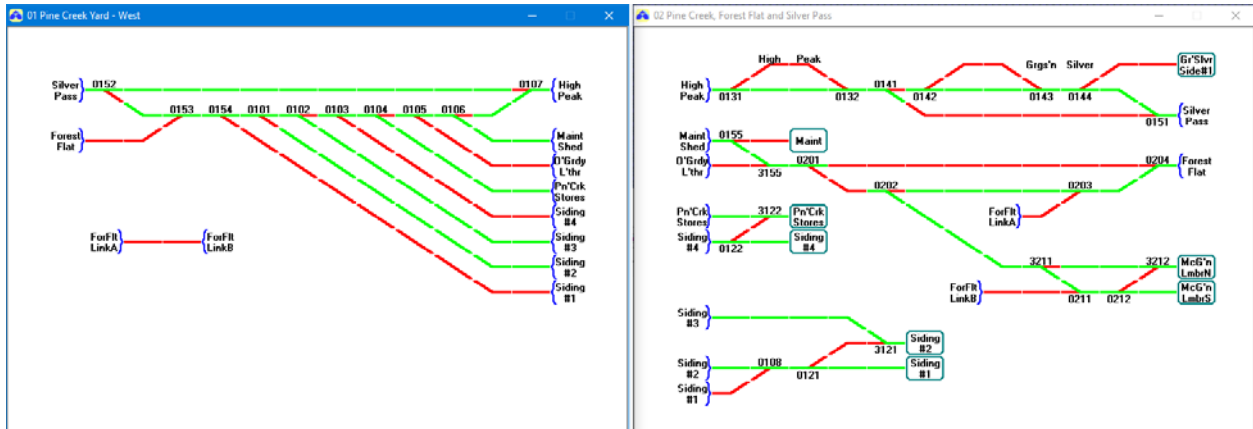 01 Pine Creek Yard - West
Silver
Pass
0152
0107
High
Peak
0153
0154
0101
0102
0103
0104
0105
0106
Forest
Flat
Maint
Shed
O'Grdy
L'thr
Pn'Crk
Stores
Siding
#4
ForFlt
LinkA
ForFlt
LinkB
Siding
#3
Siding
#2
Siding
#1
02 Pine Creek, Forest Flat and Silver Pass
High Peak
Grgs'n Silver
Gr'Slvr
Side#1
High
Peak
0131
0132
0141
0142
0143
0144
0151
Silver
Pass
Maint
Shed
0155
Maint
O'Grdy
L'thr
3155
0201
0204
Forest
Flat
0202
0203
Pn'Crk
Stores
3122
Pn'Crk
Stores
ForFlt
LinkA
Siding
#4
0122
Siding
#4
3211
3212
McG'n
LmbrN
ForFlt
LinkB
0211
0212
McG'n
LmbrS
Siding
#3
3121
Siding
#2
Siding
#2
0108
0121
Siding
#1
Siding
#1